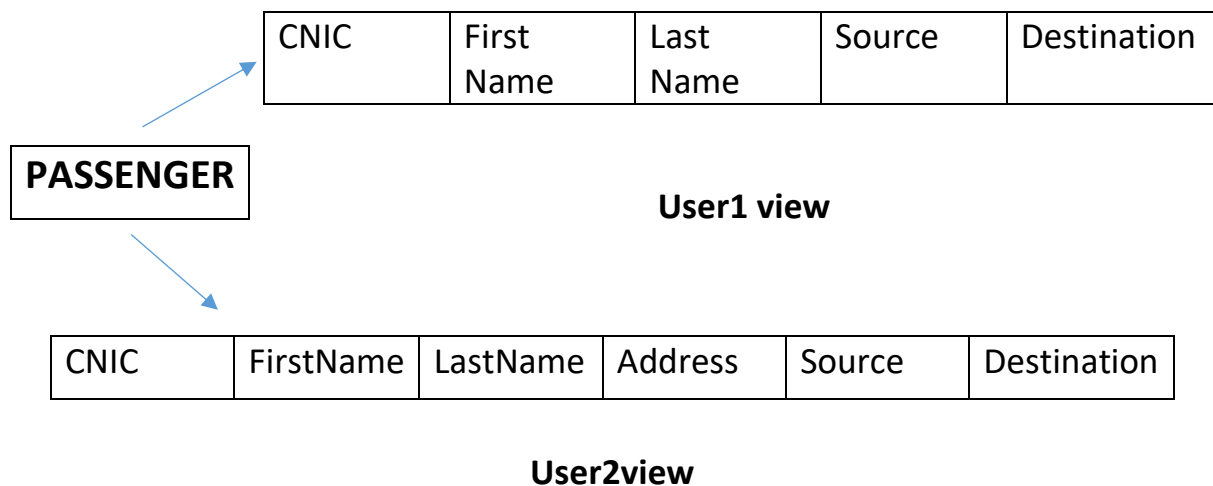 CNIC First Last Source Destination
Name Name
PASSENGER
User1 view
CNIC FirstName LastName Address Source Destination
User2view